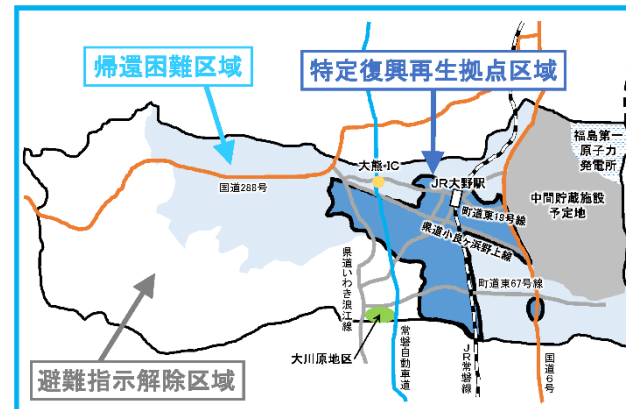 帰還困難区域
特定復興再生拠点区域
福島第一
原子力
発電所
大熊IC
JR大野駅
国道288号
中間貯蔵施設
予定地
町道東19号線
県道小良ヶ浜野上線
県道いわき浪江線
町道東67号線
大川原地区
常磐自動車道
JR常磐線
国道6号
避難指示解除区域